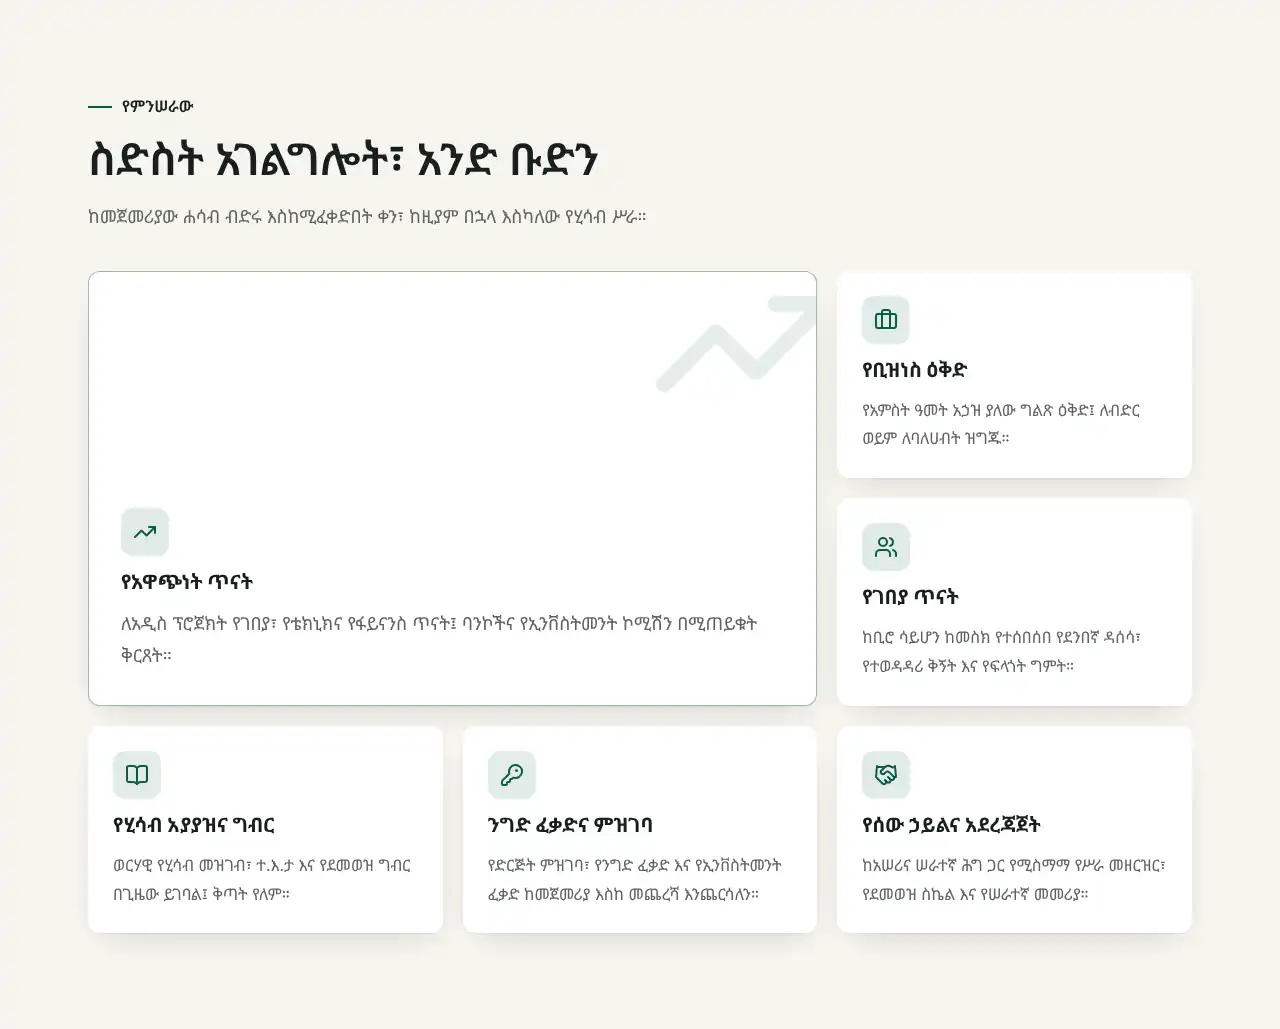 የምንሠራው
ስድስት አገልግሎት፣ አንድ ቡድን
ከመጀመሪያው ሐሳብ ብድሩ እስከሚፈቀድበት ቀን፣ ከዚያም በኋላ እስካለው የሂሳብ ሥራ።
የአዋጭነት ጥናት
ለአዲስ ፕሮጀክት የገበያ፣ የቴክኒክና የፋይናንስ ጥናት፤ ባንኮችና የኢንቨስትመንት ኮሚሽን በሚጠይቁት
ቅርጸት።
የቢዝነስ ዕቅድ
የአምስት ዓመት አኃዝ ያለው ግልጽ ዕቅድ፤ ለብድር
ወይም ለባለሀብት ዝግጁ።
የገበያ ጥናት
ከቢሮ ሳይሆን ከመስክ የተሰበሰበ የደንበኛ ዳሰሳ፣
የተወዳዳሪ ቅኝት እና የፍላጎት ግምት።
የሂሳብ አያያዝና ግብር
ወርሃዊ የሂሳብ መዝገብ፣ ተ.እ.ታ እና የደመወዝ ግብር
በጊዜው ይገባል፤ ቅጣት የለም።
ንግድ ፈቃድና ምዝገባ
የድርጅት ምዝገባ፣ የንግድ ፈቃድ እና የኢንቨስትመንት
ፈቃድ ከመጀመሪያ እስከ መጨረሻ እንጨርሳለን።
የሰው ኃይልና አደረጃጀት
ከአሠሪና ሠራተኛ ሕግ ጋር የሚስማማ የሥራ መዘርዝር፣
የደመወዝ ስኬል እና የሠራተኛ መመሪያ።